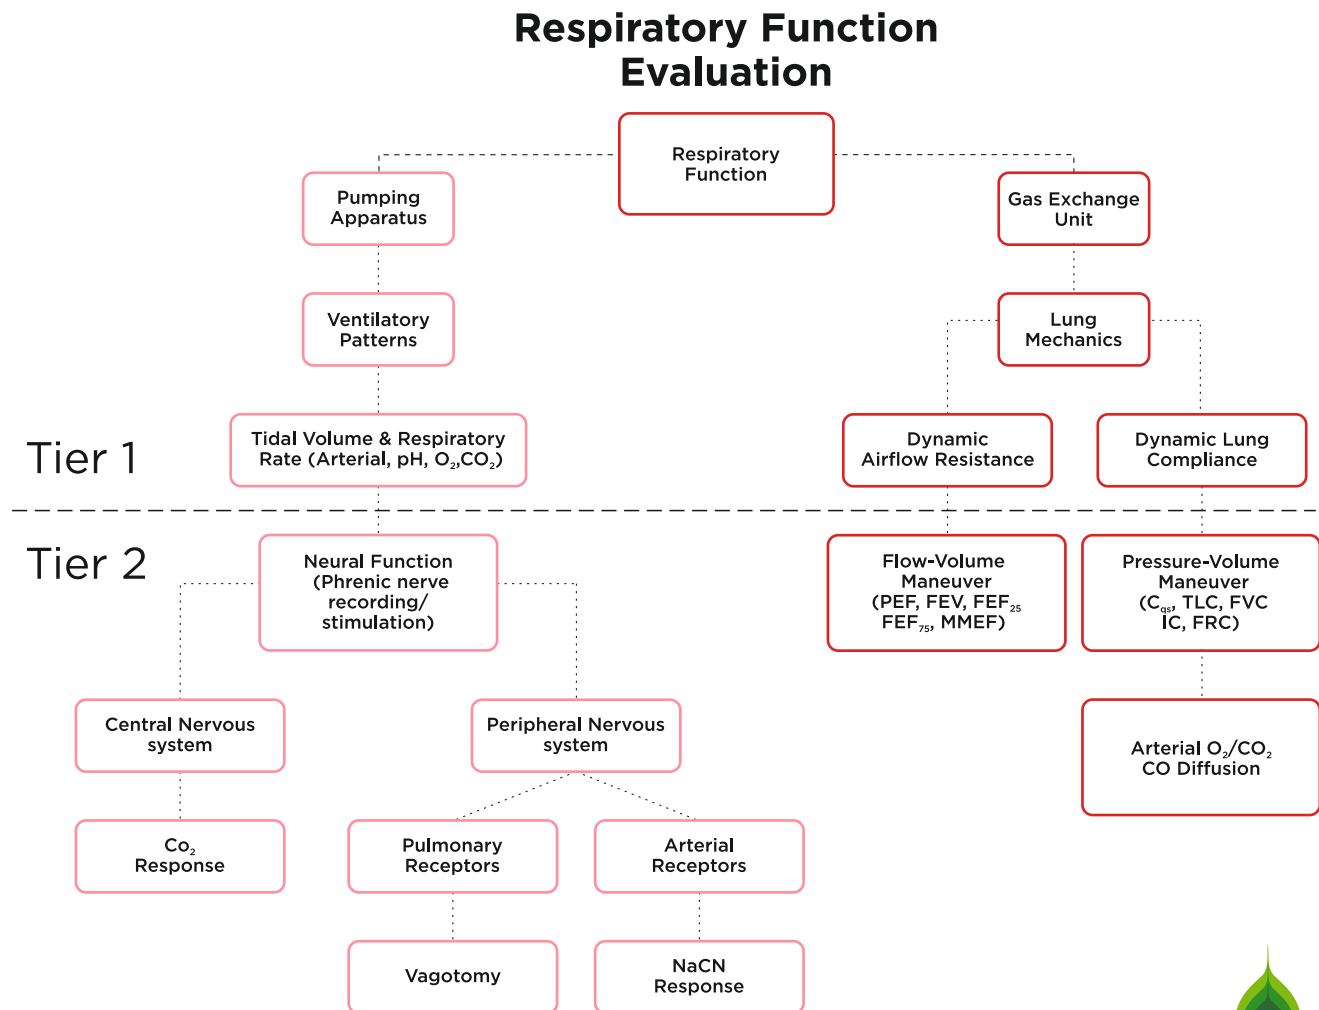 Respiratory Function
Evaluation
Respiratory
Function
Pumping
Apparatus
Gas Exchange
Unit
Ventilatory
Patterns
Lung
Mechanics
Tier 1
Tidal Volume & Respiratory
Rate (Arterial, pH, O₂,CO₂)
Dynamic
Airflow Resistance
Dynamic Lung
Compliance
Tier 2
Neural Function
(Phrenic nerve
recording/
stimulation)
Flow-Volume
Maneuver
(PEF, FEV, FEF₂₅
FEF₇₅, MMEF)
Pressure-Volume
Maneuver
(Cqs, TLC, FVC
IC, FRC)
Central Nervous
system
Peripheral Nervous
system
Arterial O₂/CO₂
CO Diffusion
Co₂
Response
Pulmonary
Receptors
Arterial
Receptors
Vagotomy
NaCN
Response